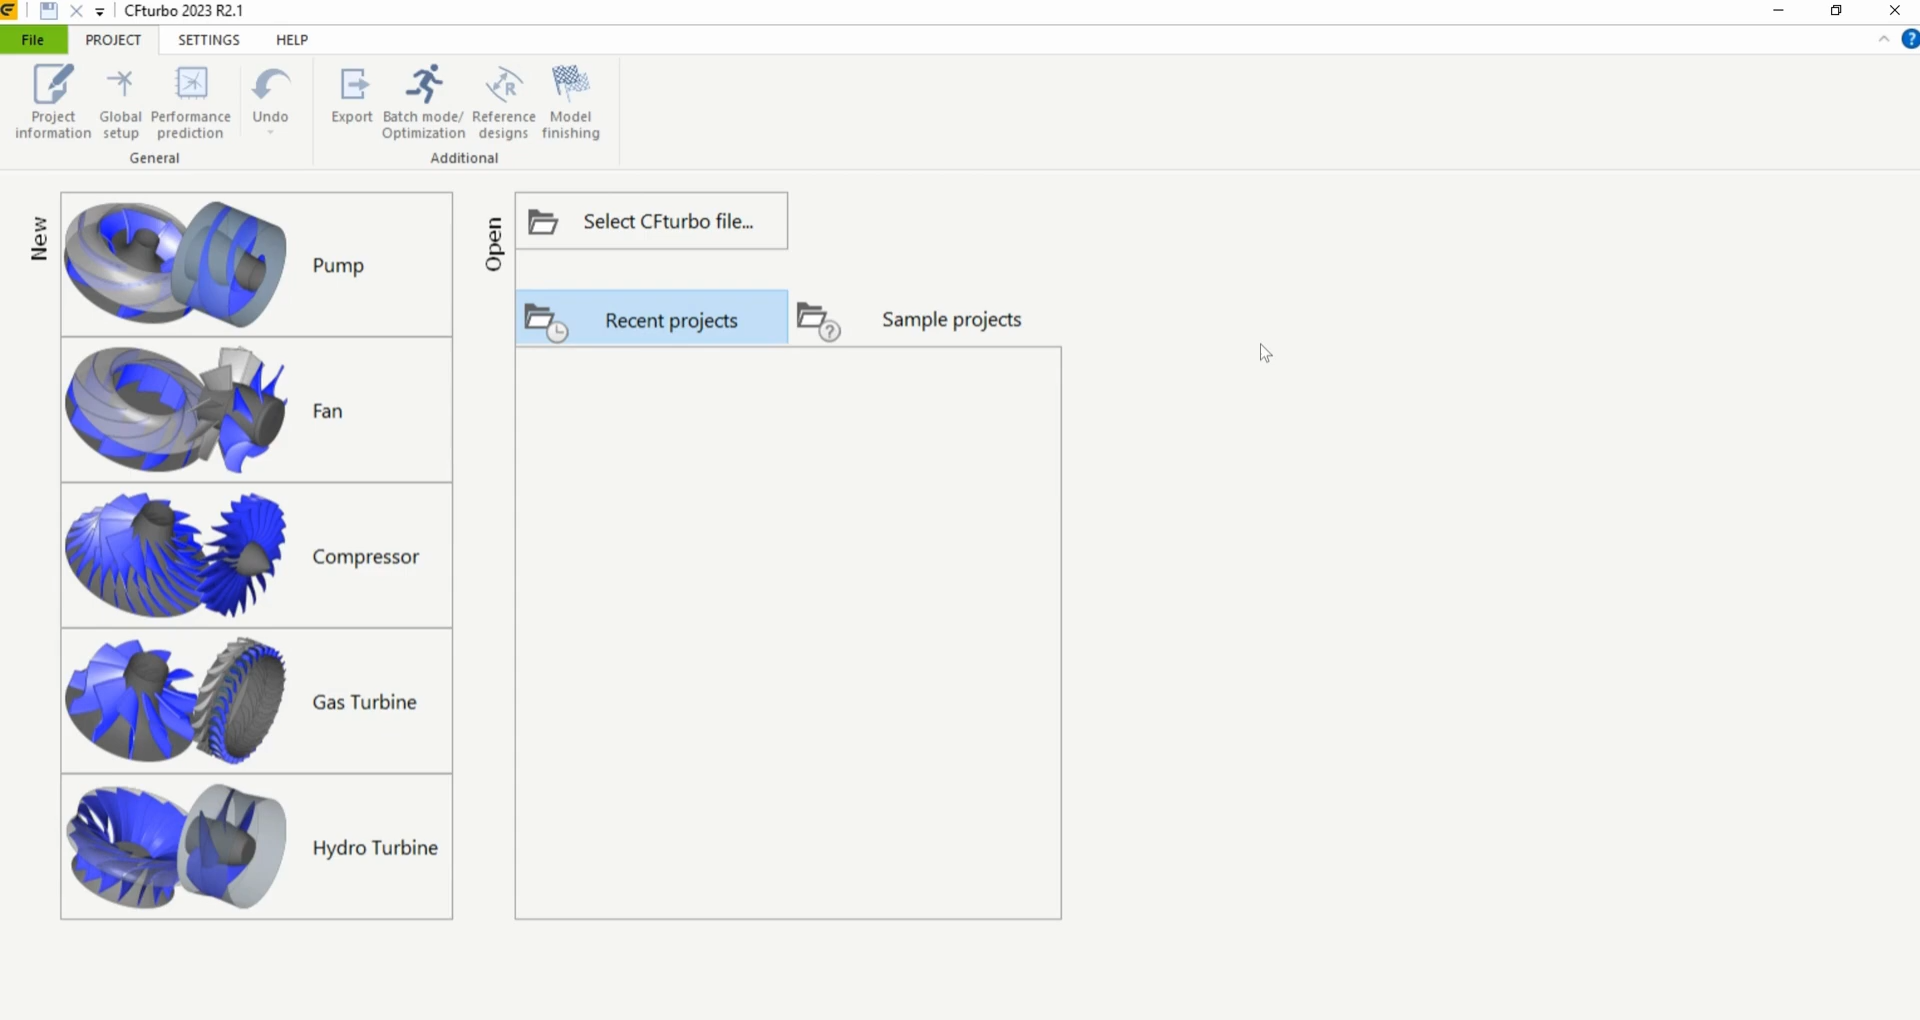 CFturbo 2023 R2.1
File PROJECT SETTINGS HELP
?
Project information
Global setup
Performance prediction
Undo
Export
Batch mode/ Optimization
Reference designs
Model finishing
General
Additional
New
Pump
Fan
Compressor
Gas Turbine
Hydro Turbine
Open
Select CFturbo file...
Recent projects
? Sample projects